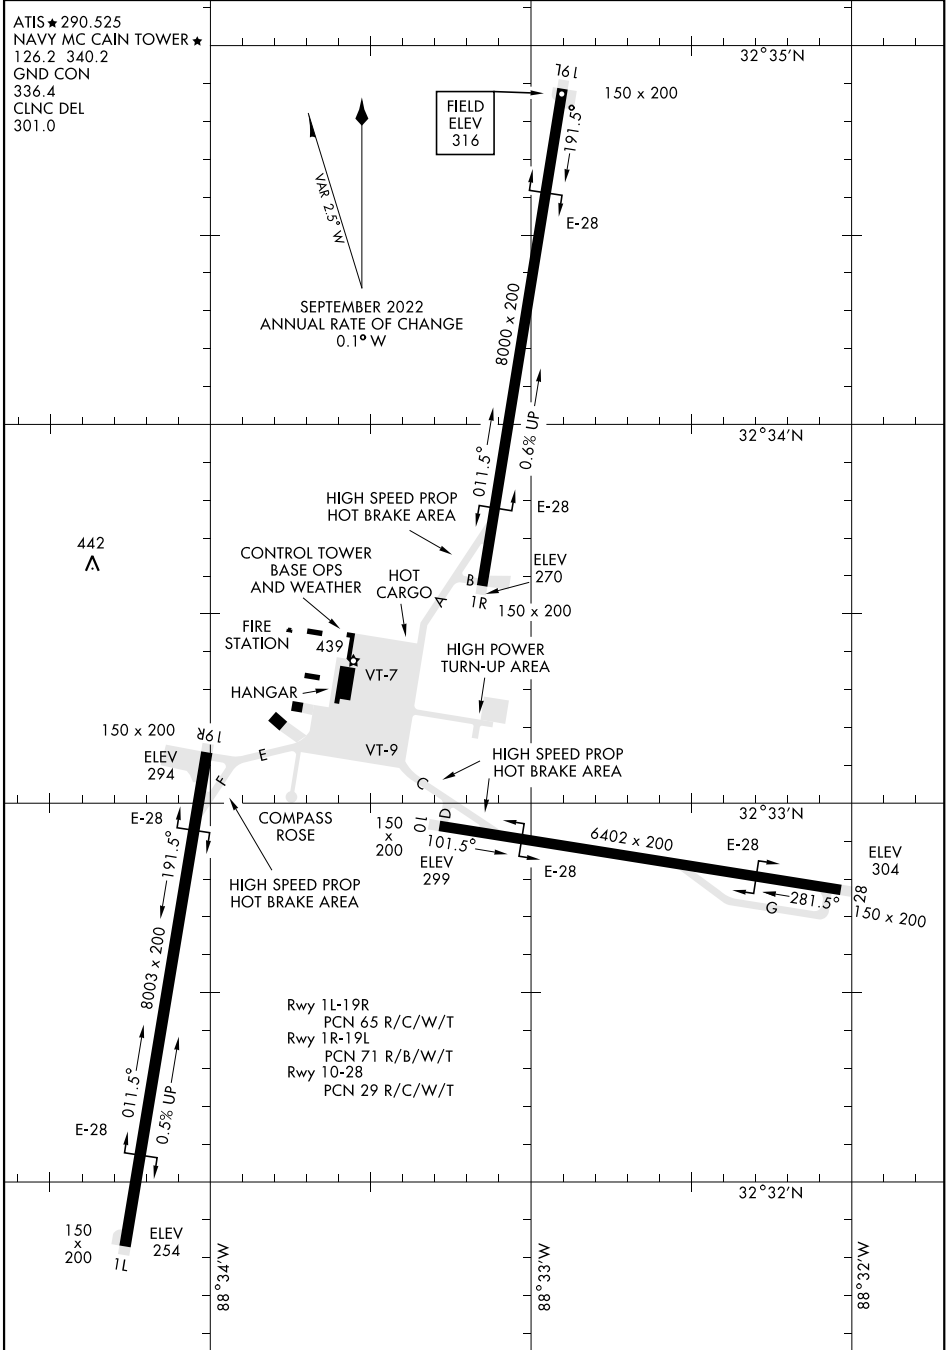 ATIS★290.525
NAVY MC CAIN TOWER★
126.2 340.2
GND CON
336.4
CLNC DEL
301.0
32°35'N
19L
150 x 200
FIELD
ELEV
316
191.5°
VAR 2.5° W
E-28
SEPTEMBER 2022
ANNUAL RATE OF CHANGE
0.1° W
8000 x 200
0.6% UP
32°34'N
011.5°
HIGH SPEED PROP
HOT BRAKE AREA
E-28
442
CONTROL TOWER
BASE OPS
AND WEATHER
HOT
CARGO
ELEV
270
B
A
1R
150 x 200
FIRE
STATION
439
HIGH POWER
TURN-UP AREA
VT-7
HANGAR
150 x 200
19R
ELEV
294
E
VT-9
HIGH SPEED PROP
HOT BRAKE AREA
F
C
32°33'N
E-28
COMPASS
ROSE
150
x
200
10
D
101.5°
ELEV
299
E-28
6402 x 200
E-28
ELEV
304
191.5°
HIGH SPEED PROP
HOT BRAKE AREA
281.5°
G
28
150 x 200
8003 x 200
Rwy 1L-19R
PCN 65 R/C/W/T
Rwy 1R-19L
PCN 71 R/B/W/T
Rwy 10-28
PCN 29 R/C/W/T
011.5°
0.5% UP
E-28
32°32'N
150
x
200
ELEV
254
1L
88°34'W
88°33'W
88°32'W